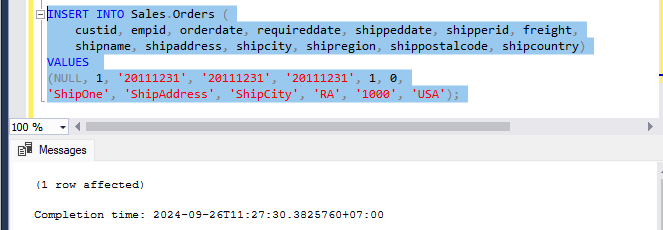 INSERT INTO Sales.Orders (
custid, empid, orderdate, requireddate, shippeddate, shipperid, freight,
shipname, shipaddress, shipcity, shipregion, shippostalcode, shipcountry)
VALUES
(NULL, 1, '20111231', '20111231', '20111231', 1, 0,
'ShipOne', 'ShipAddress', 'ShipCity', 'RA', '1000', 'USA');
100 %
Messages
(1 row affected)
Completion time: 2024-09-26T11:27:30.3825760+07:00